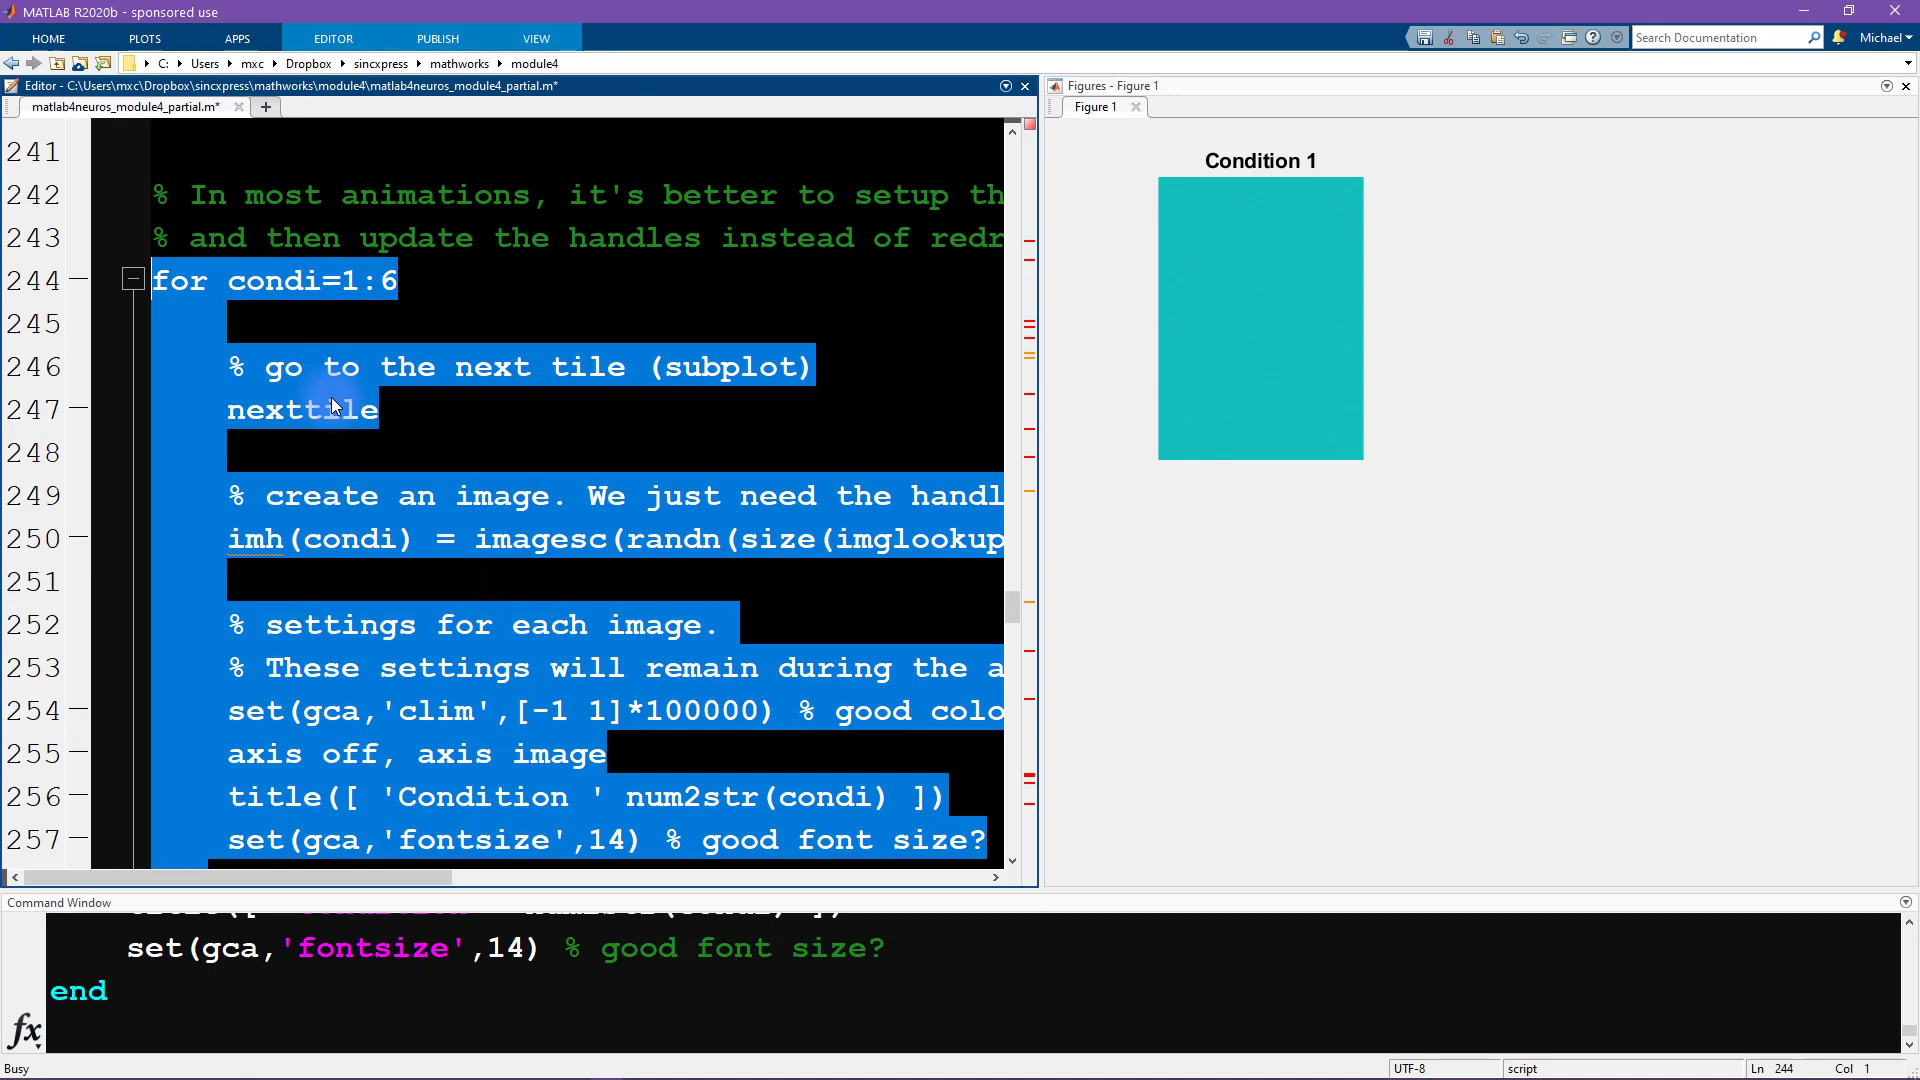 MATLAB R2020b - sponsored use
HOME PLOTS APPS EDITOR PUBLISH VIEW
Search Documentation
Michael
C: Users mxc Dropbox sincxpress mathworks module4
Editor - C:\Users\mxc\Dropbox\sincxpress\mathworks\module4\matlab4neuros_module4_partial.m*
matlab4neuros_module4_partial.m*
241
242 % In most animations, it's better to setup th
243 % and then update the handles instead of redr
244 for condi=1:6
245
246 % go to the next tile (subplot)
247 nexttile
248
249 % create an image. We just need the handl
250 imh(condi) = imagesc(randn(size(imglookup
251
252 % settings for each image.
253 % These settings will remain during the a
254 set(gca,'clim',[-1 1]*100000) % good colo
255 axis off, axis image
256 title([ 'Condition ' num2str(condi) ])
257 set(gca,'fontsize',14) % good font size?
Figures - Figure 1
Figure 1
Condition 1
Command Window
set(gca,'fontsize',14) % good font size?
end
fx
Busy
UTF-8
script
Ln 244 Col 1